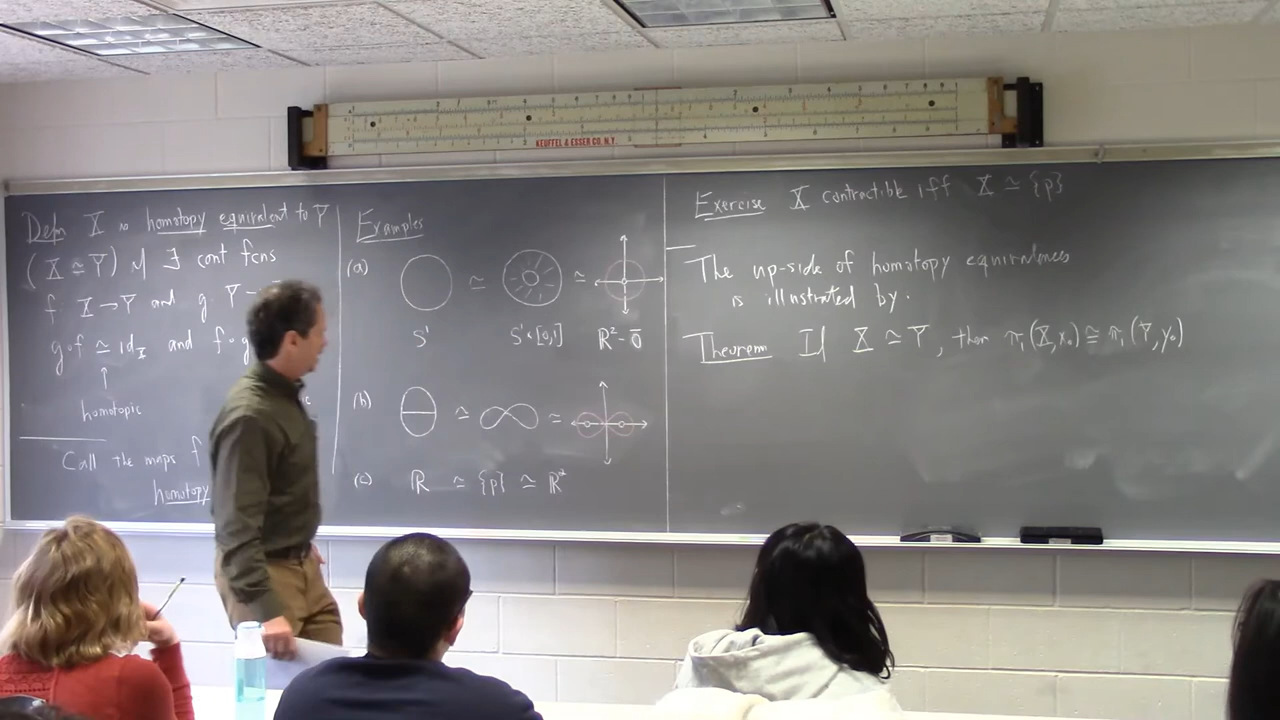 KEUFFEL & ESSER CO. N.Y.
Defn X is homotopy equivalent to Y
(X ≃ Y) if ∃ cont fcns
f: X → Y and g: Y →
g∘f ≃ id_X and f∘g
↑
homotopic
Call the maps f
homotopy
Examples
(a) ≃ ≃
S¹ S¹×[0,1] ℝ² - 0̄
(b) ≃ ≃
(c) ℝ ≃ {p} ≃ ℝ²
Exercise X contractible iff X ≃ {p}
The up-side of homotopy equivalences
is illustrated by:
Theorem If X ≃ Y, then π₁(X, x₀) ≅ π₁(Y, y₀)